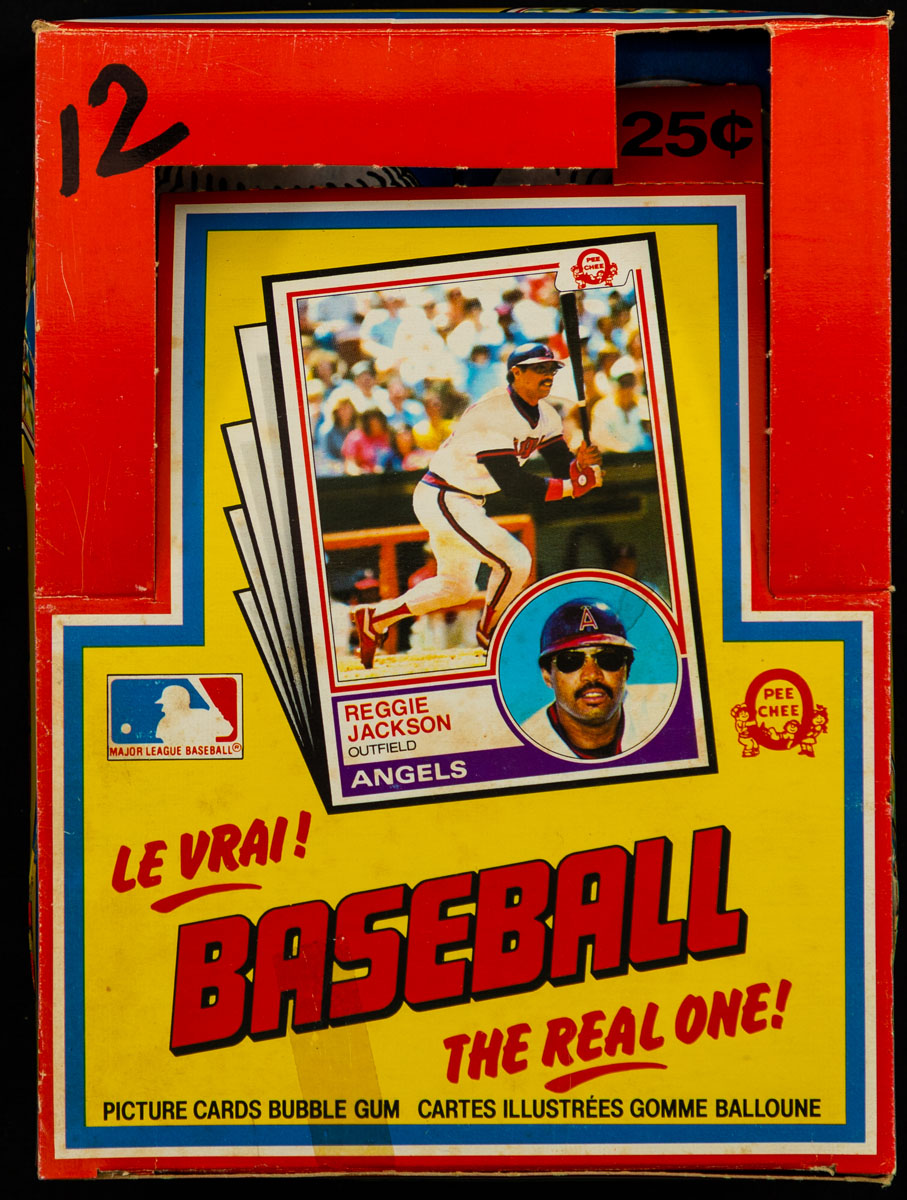 12
25¢
PEE
CHEE
REGGIE
JACKSON
OUTFIELD
ANGELS
A
MAJOR LEAGUE BASEBALL®
PEE
CHEE
LE VRAI!
BASEBALL
THE REAL ONE!
PICTURE CARDS BUBBLE GUM CARTES ILLUSTRÉES GOMME BALLOUNE